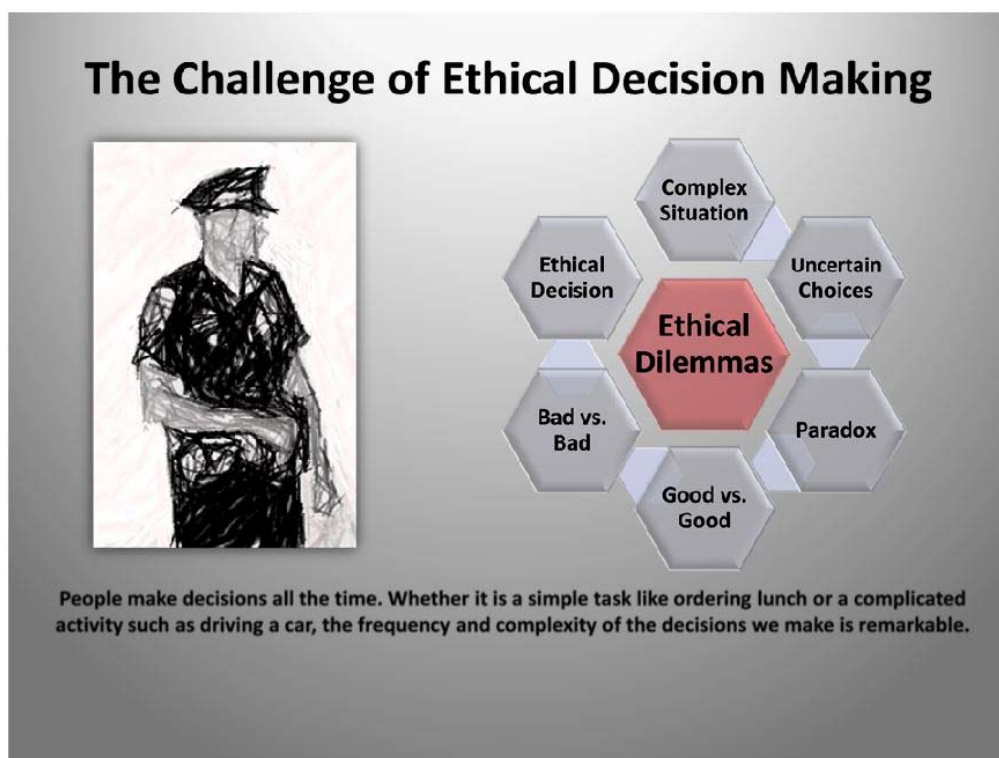 The Challenge of Ethical Decision Making
Complex
Situation
Uncertain
Choices
Paradox
Good vs.
Good
Bad vs.
Bad
Ethical
Decision
Ethical
Dilemmas
People make decisions all the time. Whether it is a simple task like ordering lunch or a complicated
activity such as driving a car, the frequency and complexity of the decisions we make is remarkable.